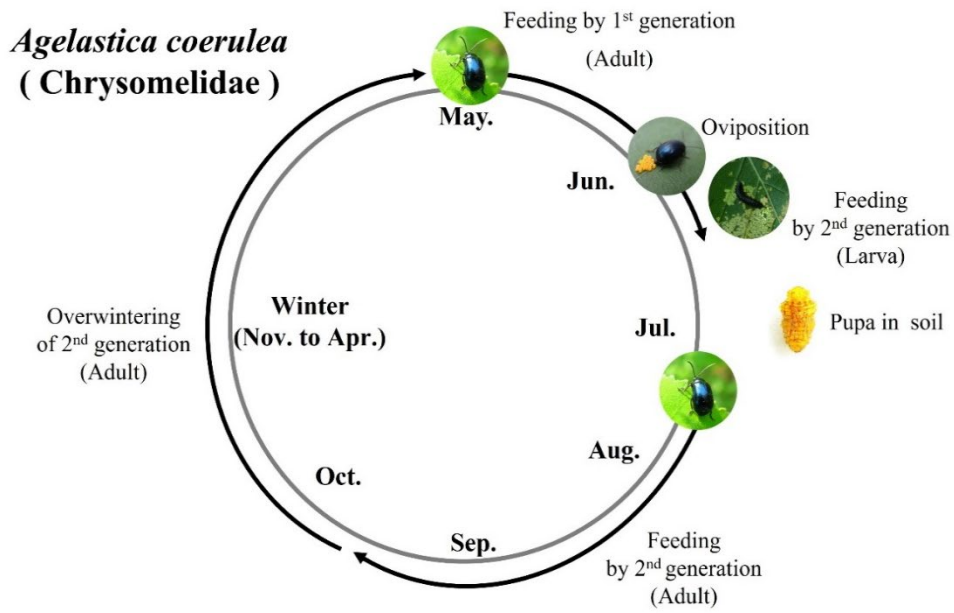 Agelastica coerulea
( Chrysomelidae )
Feeding by 1st generation
(Adult)
May.
Oviposition
Jun.
Feeding
by 2nd generation
(Larva)
Jul.
Pupa in soil
Aug.
Feeding
by 2nd generation
(Adult)
Sep.
Oct.
Winter
(Nov. to Apr.)
Overwintering
of 2nd generation
(Adult)